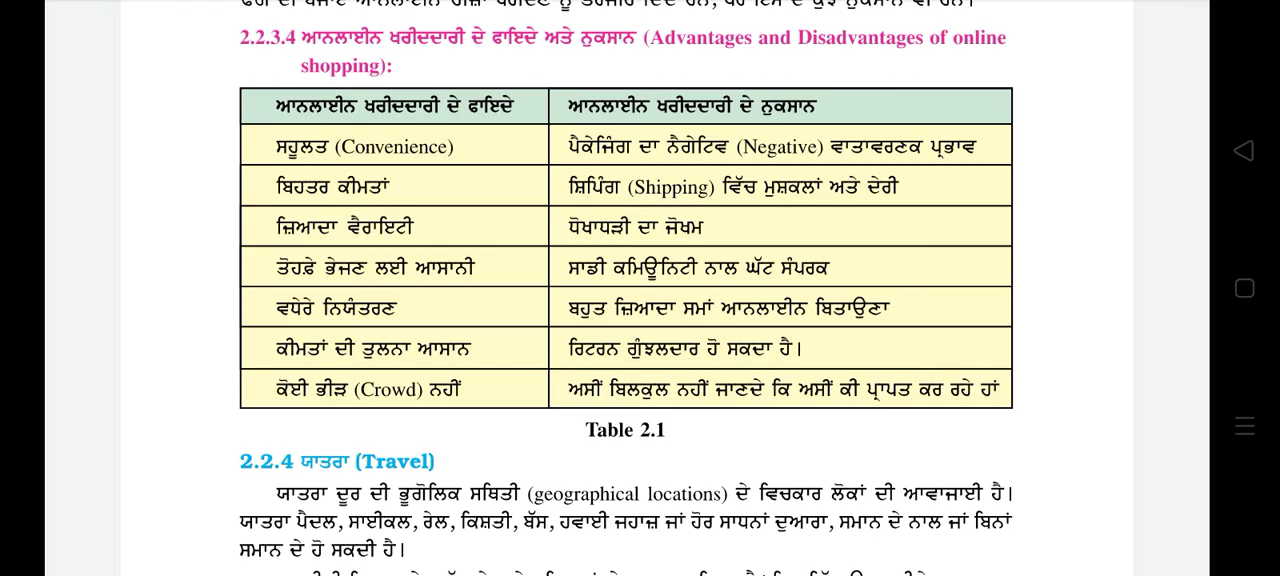 2.2.3.4 ਆਨਲਾਈਨ ਖਰੀਦਦਾਰੀ ਦੇ ਫਾਇਦੇ ਅਤੇ ਨੁਕਸਾਨ (Advantages and Disadvantages of online
shopping):
ਆਨਲਾਈਨ ਖਰੀਦਦਾਰੀ ਦੇ ਫਾਇਦੇ ਆਨਲਾਈਨ ਖਰੀਦਦਾਰੀ ਦੇ ਨੁਕਸਾਨ
ਸਹੂਲਤ (Convenience) ਪੈਕੇਜਿੰਗ ਦਾ ਨੈਗੇਟਿਵ (Negative) ਵਾਤਾਵਰਣਕ ਪ੍ਰਭਾਵ
ਬਿਹਤਰ ਕੀਮਤਾਂ ਸ਼ਿਪਿੰਗ (Shipping) ਵਿੱਚ ਮੁਸ਼ਕਲਾਂ ਅਤੇ ਦੇਰੀ
ਜ਼ਿਆਦਾ ਵੈਰਾਇਟੀ ਧੋਖਾਧੜੀ ਦਾ ਜੋਖਮ
ਤੋਹਫ਼ੇ ਭੇਜਣ ਲਈ ਆਸਾਨੀ ਸਾਡੀ ਕਮਿਊਨਿਟੀ ਨਾਲ ਘੱਟ ਸੰਪਰਕ
ਵਧੇਰੇ ਨਿਯੰਤਰਣ ਬਹੁਤ ਜ਼ਿਆਦਾ ਸਮਾਂ ਆਨਲਾਈਨ ਬਿਤਾਉਣਾ
ਕੀਮਤਾਂ ਦੀ ਤੁਲਨਾ ਆਸਾਨ ਰਿਟਰਨ ਗੁੰਝਲਦਾਰ ਹੋ ਸਕਦਾ ਹੈ।
ਕੋਈ ਭੀੜ (Crowd) ਨਹੀਂ ਅਸੀਂ ਬਿਲਕੁਲ ਨਹੀਂ ਜਾਣਦੇ ਕਿ ਅਸੀਂ ਕੀ ਪ੍ਰਾਪਤ ਕਰ ਰਹੇ ਹਾਂ
Table 2.1
2.2.4 ਯਾਤਰਾ (Travel)
ਯਾਤਰਾ ਦੂਰ ਦੀ ਭੂਗੋਲਿਕ ਸਥਿਤੀ (geographical locations) ਦੇ ਵਿਚਕਾਰ ਲੋਕਾਂ ਦੀ ਆਵਾਜਾਈ ਹੈ।
ਯਾਤਰਾ ਪੈਦਲ, ਸਾਈਕਲ, ਰੇਲ, ਕਿਸ਼ਤੀ, ਬੱਸ, ਹਵਾਈ ਜਹਾਜ਼ ਜਾਂ ਹੋਰ ਸਾਧਨਾਂ ਦੁਆਰਾ, ਸਮਾਨ ਦੇ ਨਾਲ ਜਾਂ ਬਿਨਾਂ
ਸਮਾਨ ਦੇ ਹੋ ਸਕਦੀ ਹੈ।